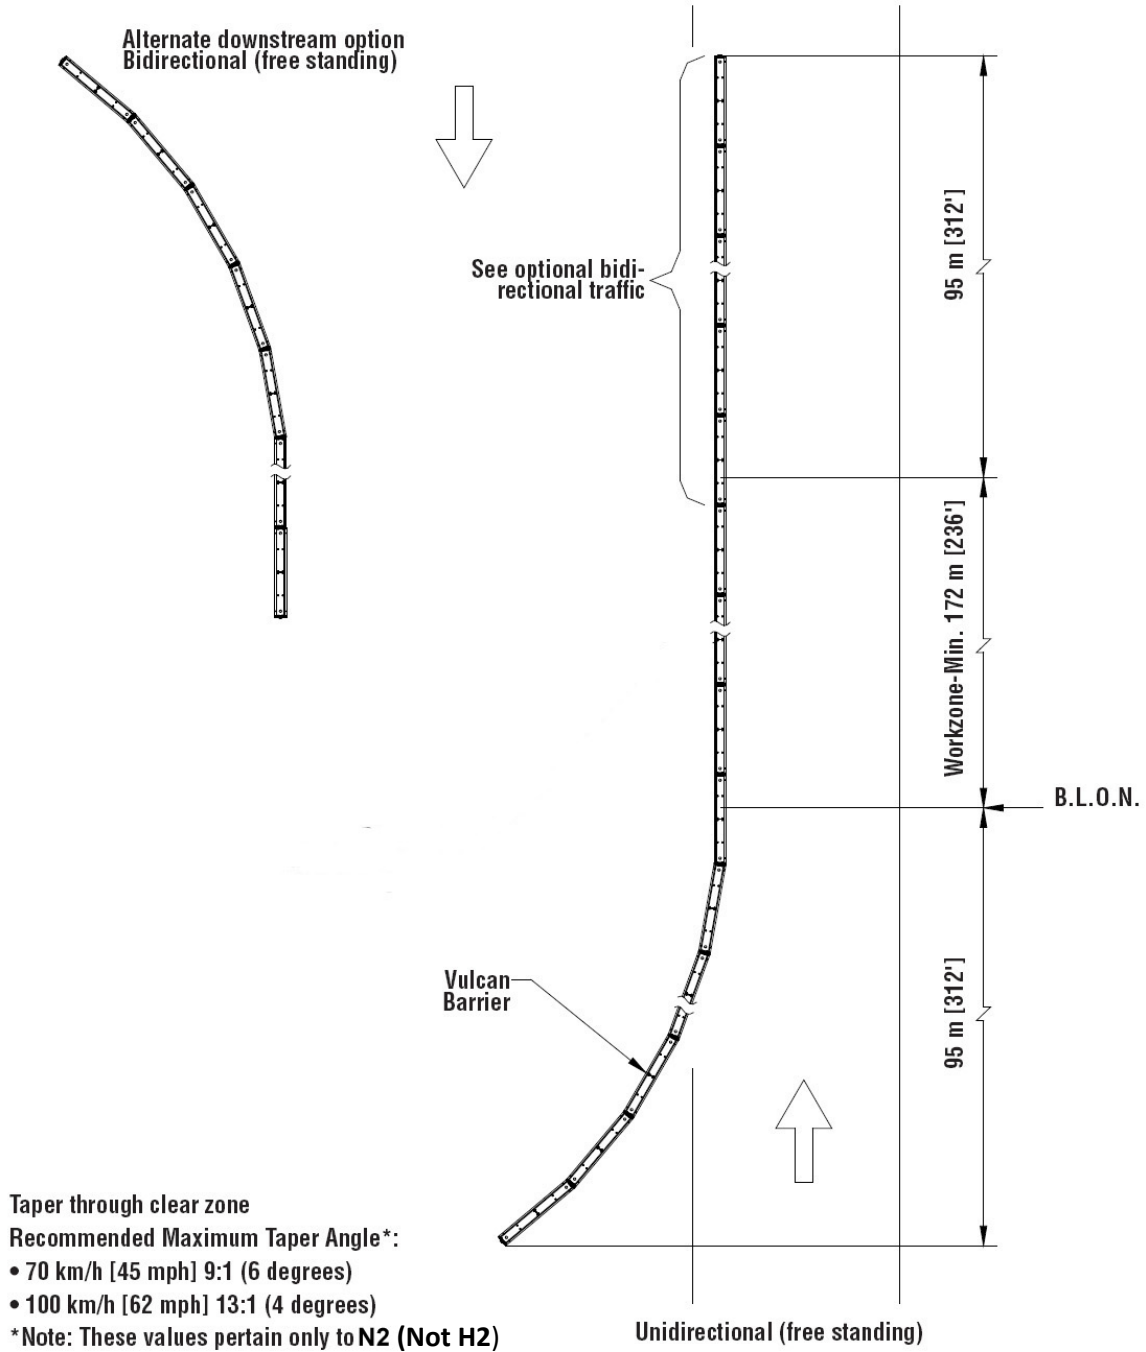 Alternate downstream option
Bidirectional (free standing)
See optional bidi-
rectional traffic
95 m [312']
Workzone-Min. 172 m [236']
B.L.O.N.
95 m [312']
Vulcan
Barrier
Taper through clear zone
Recommended Maximum Taper Angle*:
• 70 km/h [45 mph] 9:1 (6 degrees)
• 100 km/h [62 mph] 13:1 (4 degrees)
*Note: These values pertain only to N2 (Not H2)
Unidirectional (free standing)